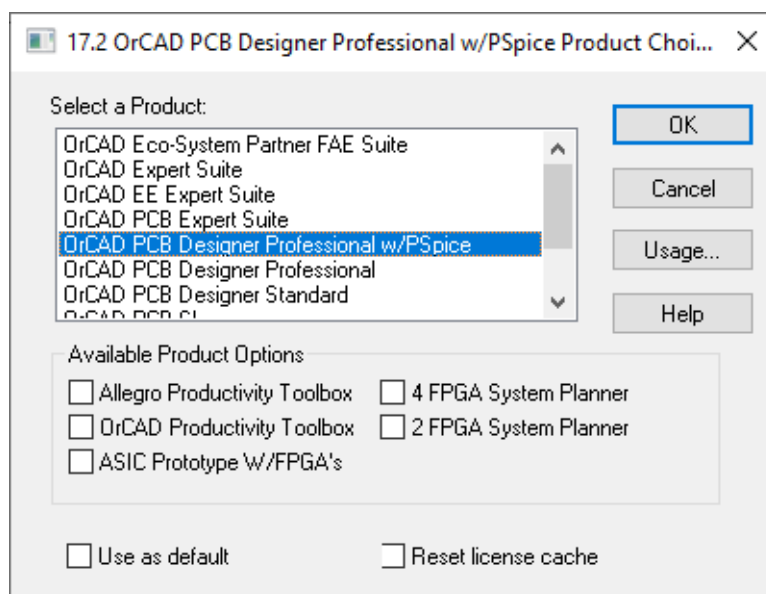 17.2 OrCAD PCB Designer Professional w/PSpice Product Choi...
Select a Product:
OrCAD Eco-System Partner FAE Suite
OrCAD Expert Suite
OrCAD EE Expert Suite
OrCAD PCB Expert Suite
OrCAD PCB Designer Professional w/PSpice
OrCAD PCB Designer Professional
OrCAD PCB Designer Standard
OrCAD PCB SI
OK
Cancel
Usage...
Help
Available Product Options
Allegro Productivity Toolbox
4 FPGA System Planner
OrCAD Productivity Toolbox
2 FPGA System Planner
ASIC Prototype W/FPGA's
Use as default
Reset license cache